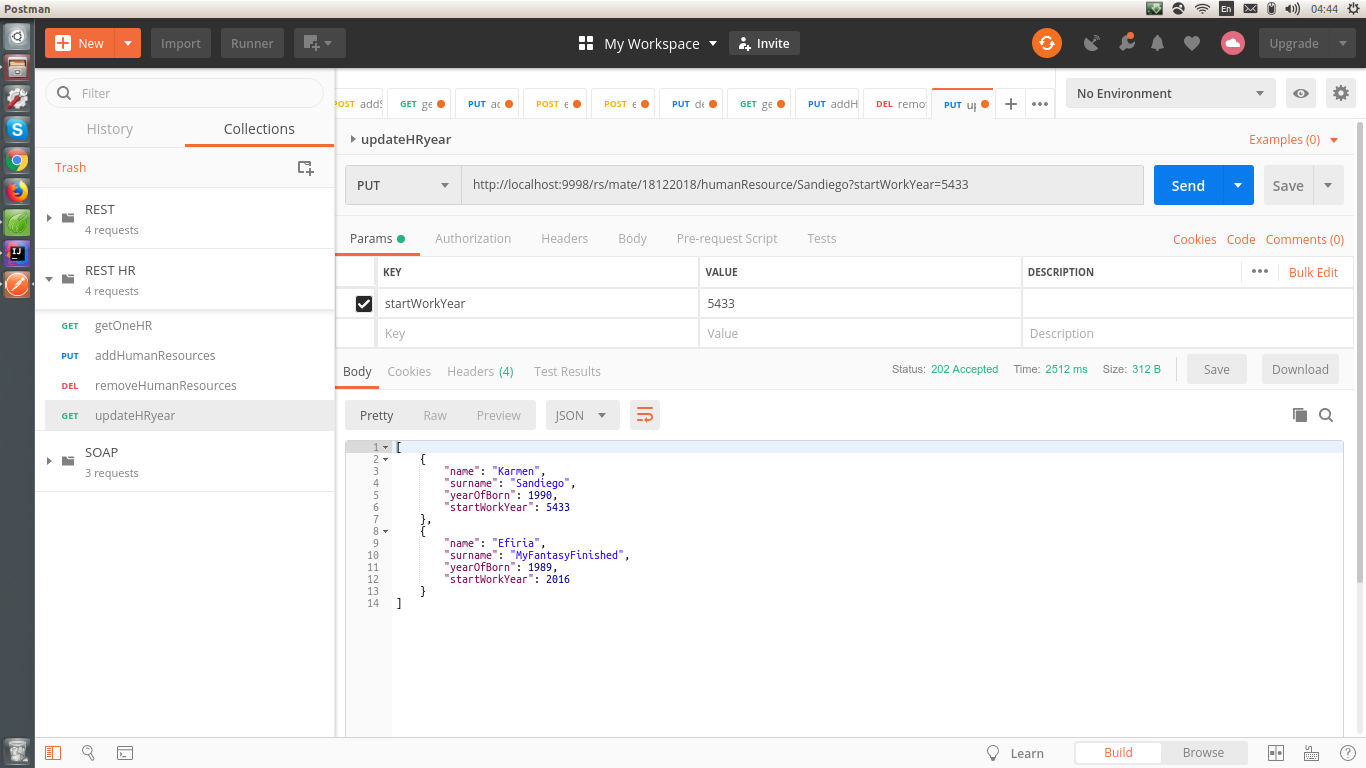 Postman
En
04:44
New
Import
Runner
My Workspace
Invite
Upgrade
Filter
History
Collections
Trash
REST
4 requests
REST HR
4 requests
GET getOneHR
PUT addHumanResources
DEL removeHumanResources
GET updateHRyear
SOAP
3 requests
GET
PUT
POST
POST
PUT
GET
PUT addH
DEL remo
PUT
No Environment
updateHRyear
Examples (0)
PUT
http://localhost:9998/rs/mate/18122018/humanResource/Sandiego?startWorkYear=5433
Send
Save
Params
Authorization
Headers
Body
Pre-request Script
Tests
Cookies
Code
Comments (0)
KEY
VALUE
DESCRIPTION
Bulk Edit
startWorkYear
5433
Key
Value
Description
Body
Cookies
Headers (4)
Test Results
Status: 202 Accepted
Time: 2512 ms
Size: 312 B
Save
Download
Pretty
Raw
Preview
JSON
1 [
2 {
3 "name": "Karmen",
4 "surname": "Sandiego",
5 "yearOfBorn": 1990,
6 "startWorkYear": 5433
7 },
8 {
9 "name": "Efiria",
10 "surname": "MyFantasyFinished",
11 "yearOfBorn": 1989,
12 "startWorkYear": 2016
13 }
14 ]
Learn
Build
Browse